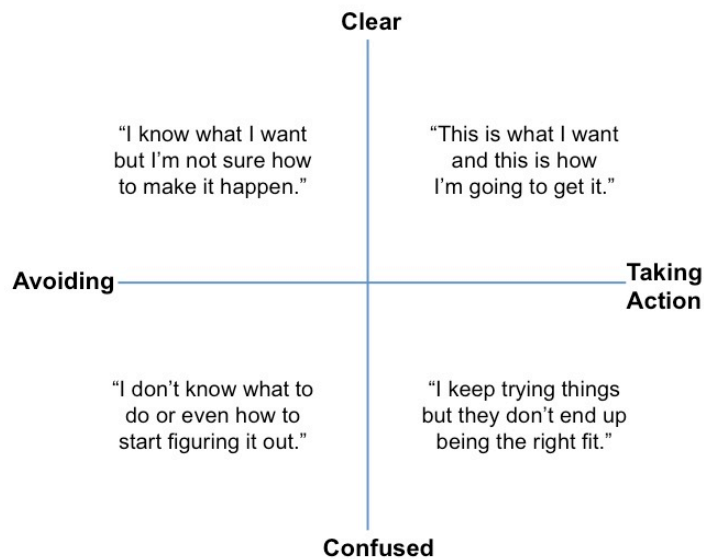 Clear
“I know what I want
but I’m not sure how
to make it happen.”
“This is what I want
and this is how
I’m going to get it.”
Avoiding
Taking
Action
“I don’t know what to
do or even how to
start figuring it out.”
“I keep trying things
but they don’t end up
being the right fit.”
Confused